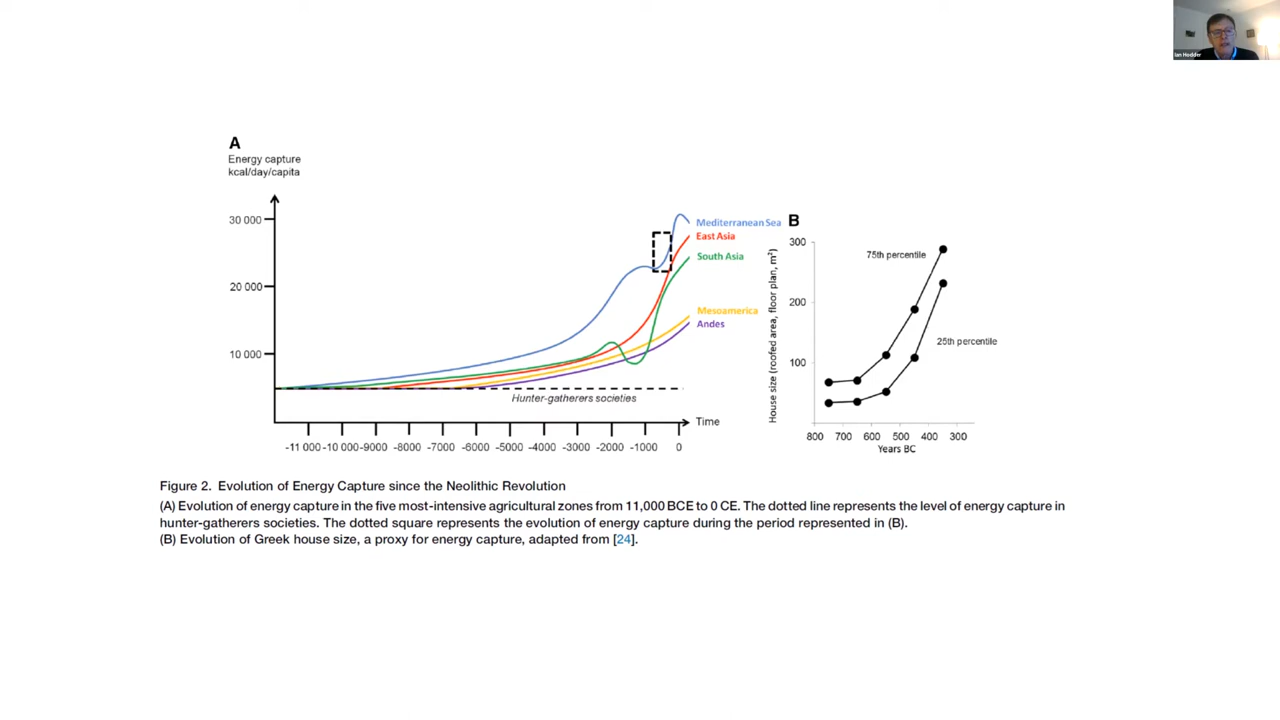 Ian Hodder
A
Energy capture
kcal/day/capita
30 000
20 000
10 000
Mediterranean Sea
East Asia
South Asia
Mesoamerica
Andes
Hunter-gatherers societies
Time
-11 000 -10 000 -9000 -8000 -7000 -6000 -5000 -4000 -3000 -2000 -1000 0
B
House size (roofed area, floor plan, m²)
300
200
100
75th percentile
25th percentile
800 700 600 500 400 300
Years BC
Figure 2. Evolution of Energy Capture since the Neolithic Revolution
(A) Evolution of energy capture in the five most-intensive agricultural zones from 11,000 BCE to 0 CE. The dotted line represents the level of energy capture in
hunter-gatherers societies. The dotted square represents the evolution of energy capture during the period represented in (B).
(B) Evolution of Greek house size, a proxy for energy capture, adapted from [24].